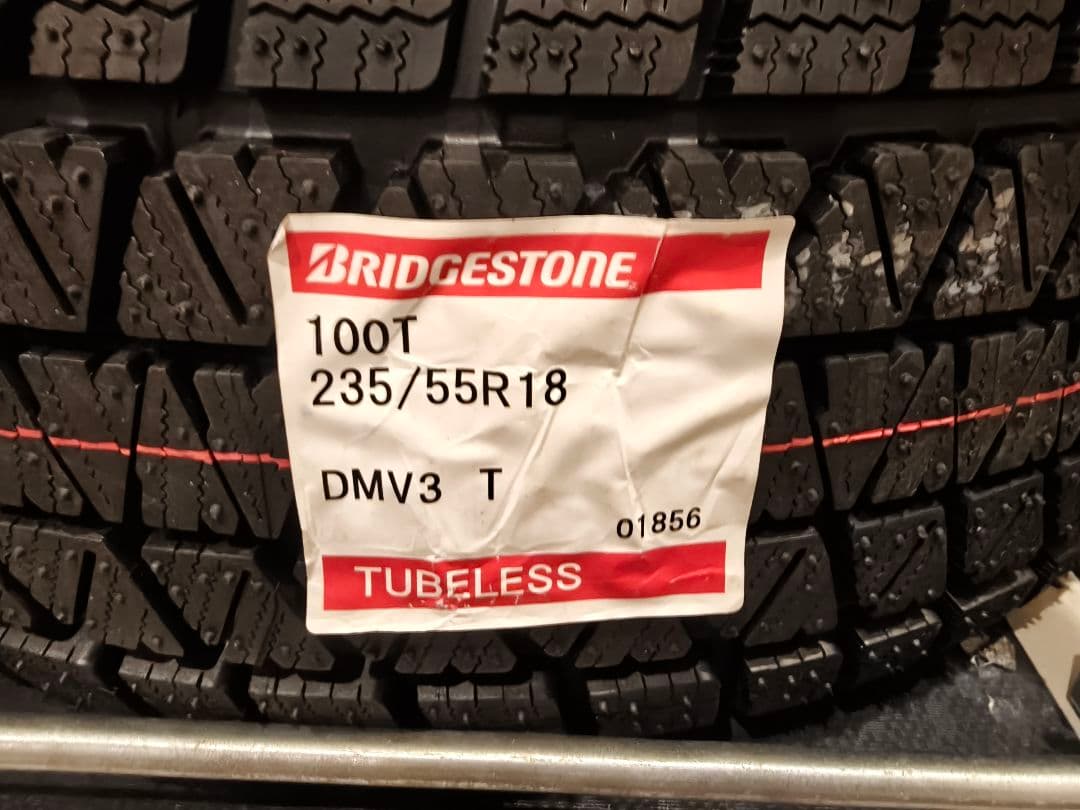 BRIDGESTONE
100T
235/55R18
DMV3 T
01856
TUBELESS